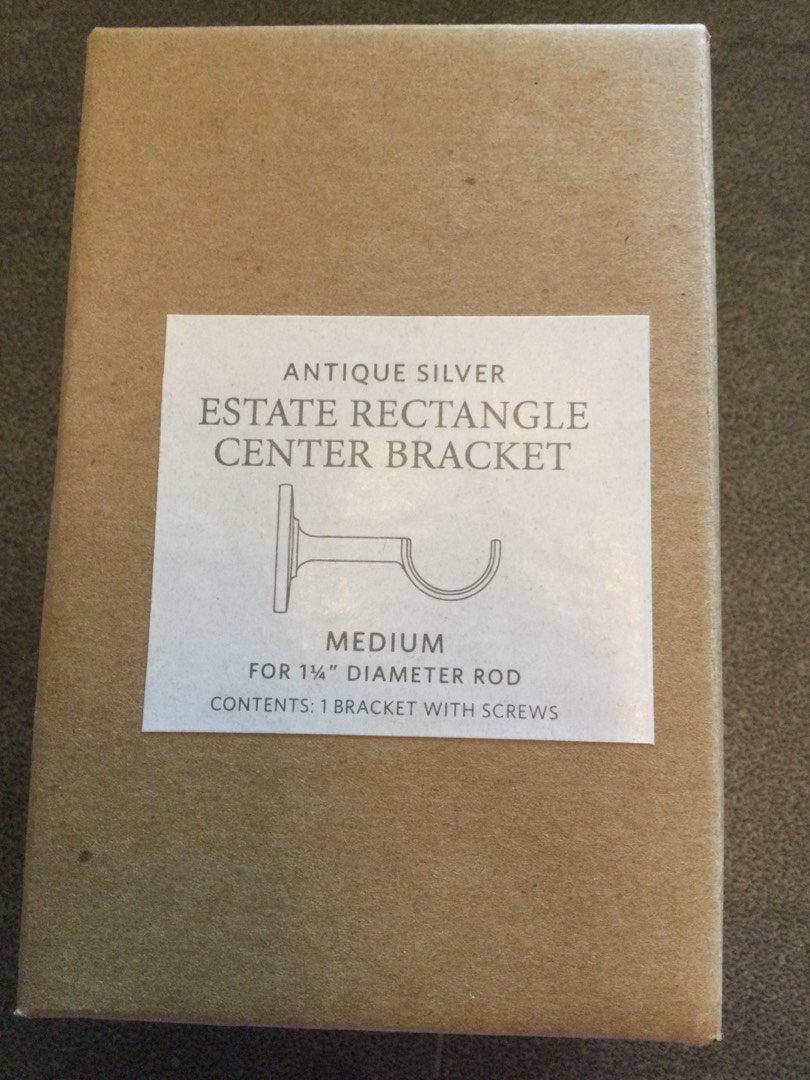 ANTIQUE SILVER
ESTATE RECTANGLE
CENTER BRACKET
MEDIUM
FOR 1¼" DIAMETER ROD
CONTENTS: 1 BRACKET WITH SCREWS